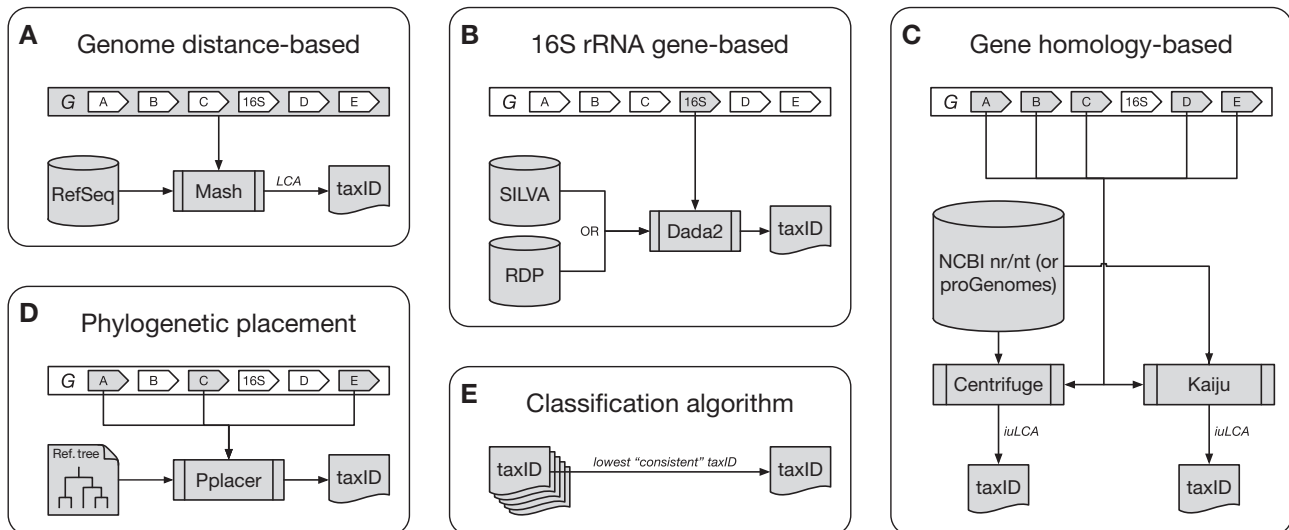 A
Genome distance-based
G
A
B
C
16S
D
E
RefSeq
Mash
LCA
taxID
B
16S rRNA gene-based
G
A
B
C
16S
D
E
SILVA
OR
RDP
Dada2
taxID
C
Gene homology-based
G
A
B
C
16S
D
E
NCBI nr/nt (or
proGenomes)
Centrifuge
Kaiju
iuLCA
iuLCA
taxID
taxID
D
Phylogenetic placement
G
A
B
C
16S
D
E
Ref. tree
Pplacer
taxID
E
Classification algorithm
taxID
lowest “consistent” taxID
taxID